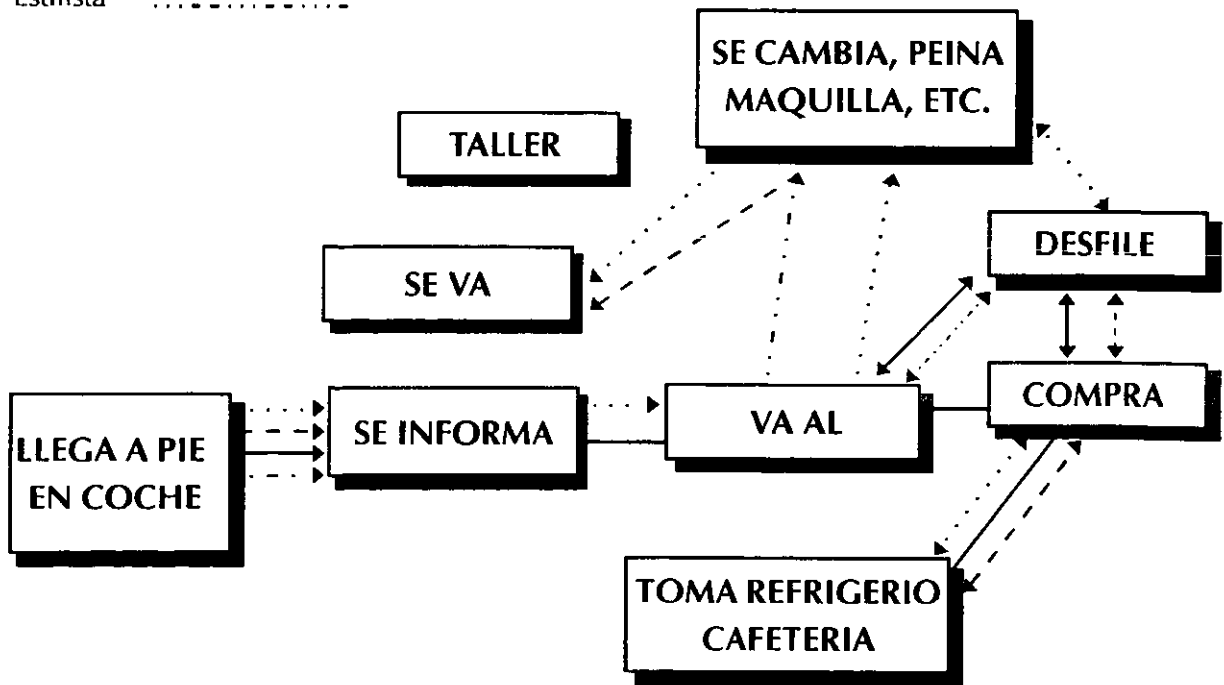 Estilista
SE CAMBIA, PEINA
MAQUILLA, ETC.
TALLER
DESFILE
SE VA
COMPRA
LLEGA A PIE
EN COCHE
SE INFORMA
VA AL
TOMA REFRIGERIO
CAFETERIA